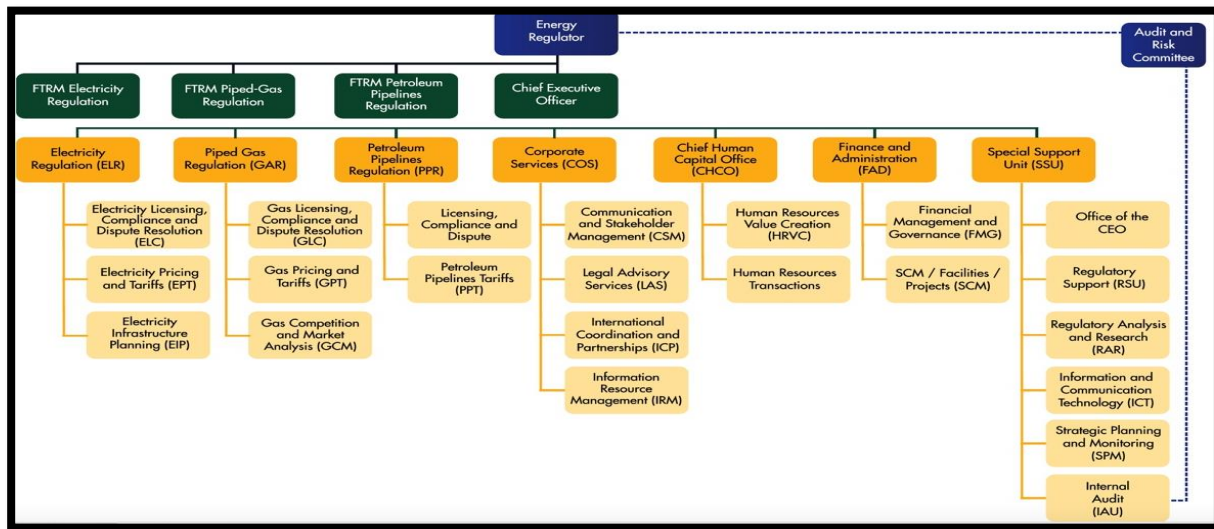 Energy
Regulator
Audit and
Risk
Committee
FTRM Electricity
Regulation
FTRM Piped-Gas
Regulation
FTRM Petroleum
Pipelines
Regulation
Chief Executive
Officer
Electricity
Regulation (ELR)
Piped Gas
Regulation (GAR)
Petroleum
Pipelines
Regulation (PPR)
Corporate
Services (COS)
Chief Human
Capital Office
(CHCO)
Finance and
Administration
(FAD)
Special Support
Unit (SSU)
Electricity Licensing,
Compliance and
Dispute Resolution
(ELC)
Electricity Pricing
and Tariffs (EPT)
Electricity
Infrastructure
Planning (EIP)
Gas Licensing,
Compliance and
Dispute Resolution
(GLC)
Gas Pricing and
Tariffs (GPT)
Gas Competition
and Market
Analysis (GCM)
Licensing,
Compliance and
Dispute
Petroleum
Pipelines Tariffs
(PPT)
Communication
and Stakeholder
Management (CSM)
Legal Advisory
Services (LAS)
International
Coordination and
Partnerships (ICP)
Information
Resource
Management (IRM)
Human Resources
Value Creation
(HRVC)
Human Resources
Transactions
Financial
Management and
Governance (FMG)
SCM / Facilities /
Projects (SCM)
Office of the
CEO
Regulatory
Support (RSU)
Regulatory Analysis
and Research
(RAR)
Information and
Communication
Technology (ICT)
Strategic Planning
and Monitoring
(SPM)
Internal
Audit
(IAU)